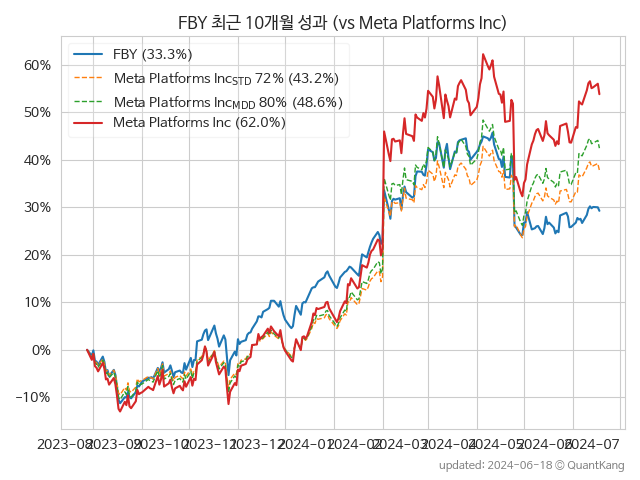 FBY 최근 10개월 성과 (vs Meta Platforms Inc)
FBY (33.3%)
Meta Platforms Inc_STD 72% (43.2%)
Meta Platforms Inc_MDD 80% (48.6%)
Meta Platforms Inc (62.0%)
60%
50%
40%
30%
20%
10%
0%
−10%
2023-08 2023-09 2023-10 2023-11 2023-12 2024-01 2024-02 2024-03 2024-04 2024-05 2024-06 2024-07
updated: 2024-06-18 © QuantKang